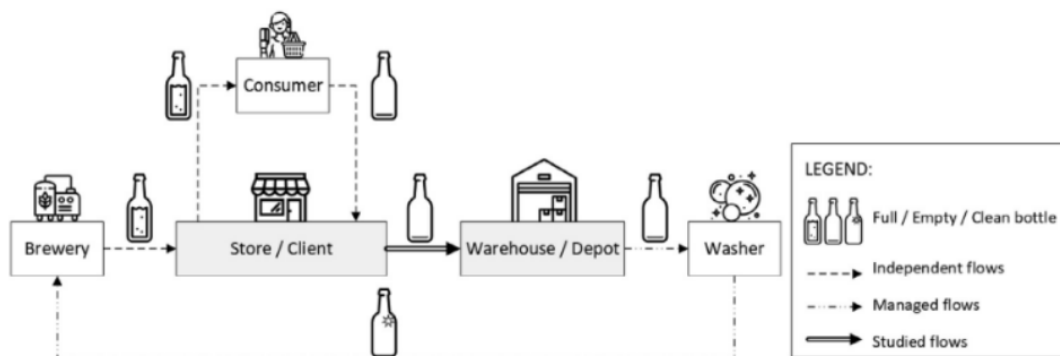 Consumer
Brewery
Store / Client
Warehouse / Depot
Washer
LEGEND:
Full / Empty / Clean bottle
Independent flows
Managed flows
Studied flows